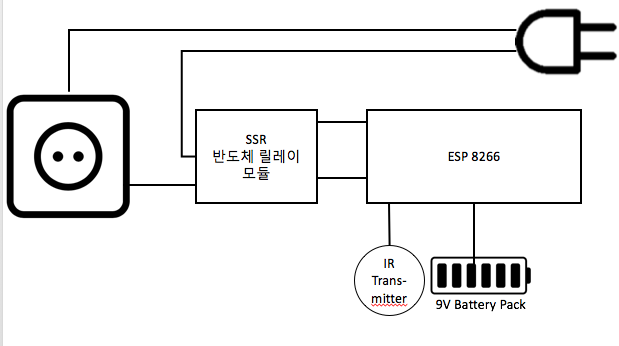 SSR
반도체 릴레이
모듈
ESP 8266
IR
Trans-
mitter
9V Battery Pack